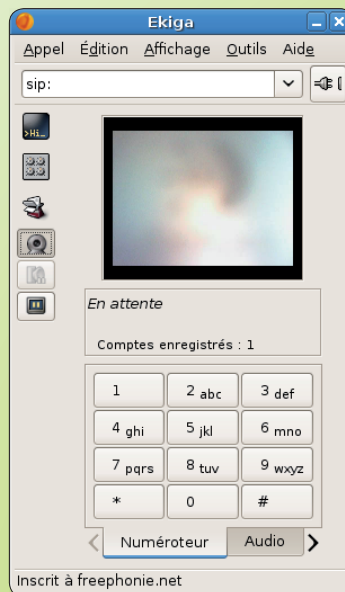 Ekiga
Appel Édition Affichage Outils Aide
sip:
>Hi_
En attente
Comptes enregistrés : 1
1 2 abc 3 def
4 ghi 5 jkl 6 mno
7 pqrs 8 tuv 9 wxyz
* 0 #
Numéroteur Audio
Inscrit à freephonie.net